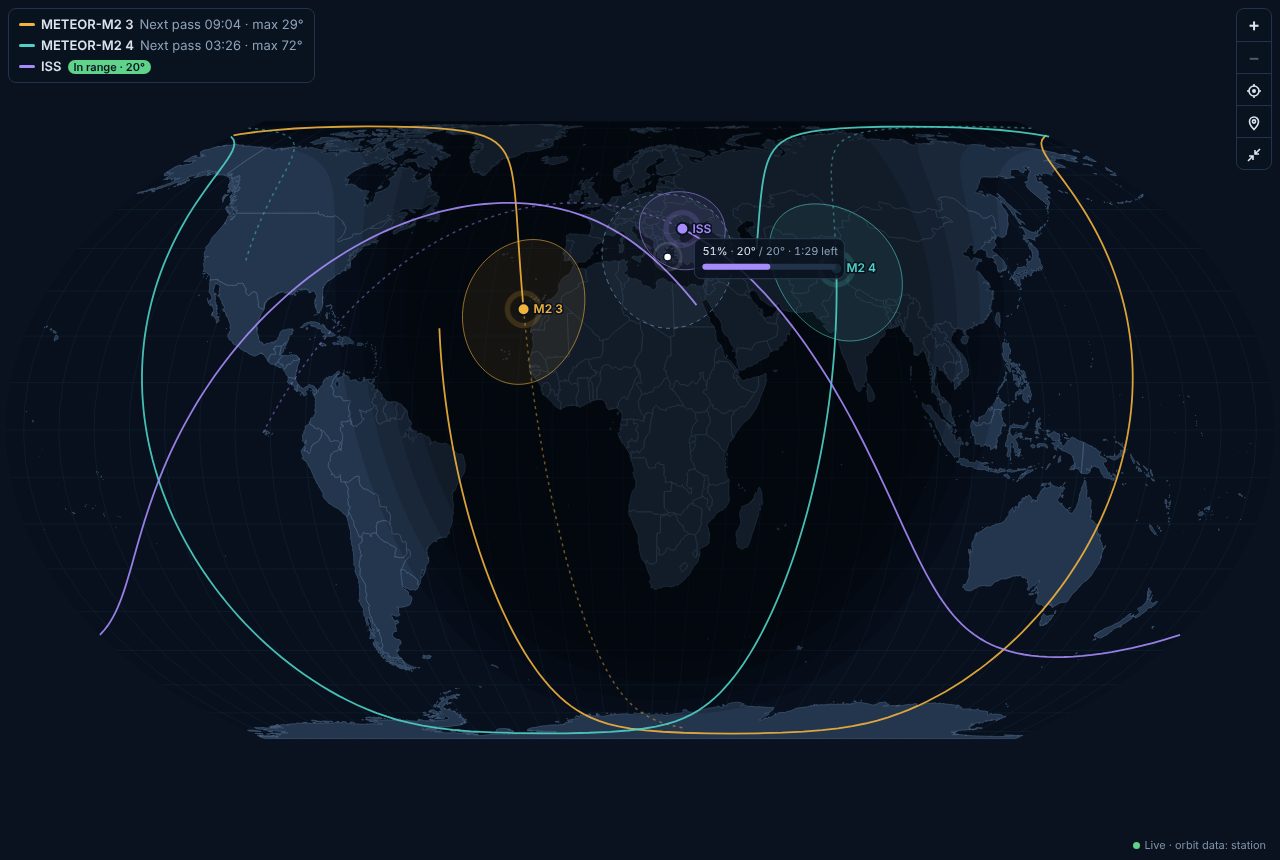 METEOR-M2 3 Next pass 09:04 · max 29°
METEOR-M2 4 Next pass 03:26 · max 72°
ISS In range · 20°
ISS
51% · 20° / 20° · 1:29 left
M2 4
M2 3
Live · orbit data: station